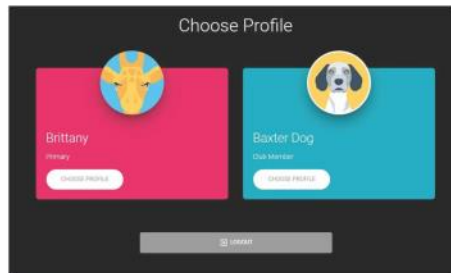 Choose Profile
Brittany
Primary
CHOOSE PROFILE
Baxter Dog
Club Member
CHOOSE PROFILE
LOGOUT